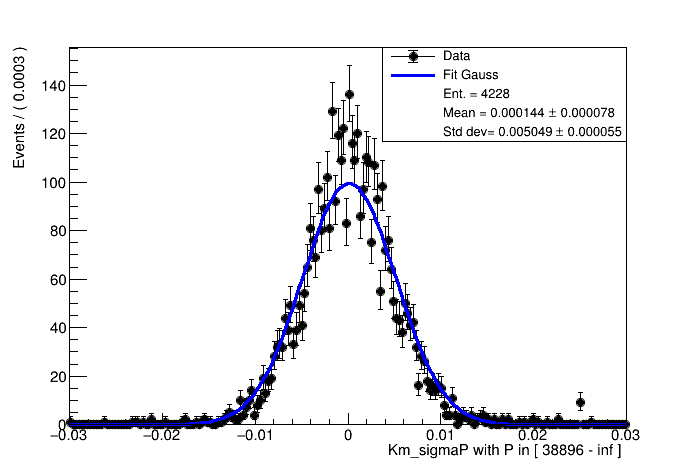 Events / ( 0.0003 )
140
120
100
80
60
40
20
0
−0.03 −0.02 −0.01 0 0.01 0.02 0.03
Km_sigmaP with P in [ 38896 - inf ]
Data
Fit Gauss
Ent. = 4228
Mean = 0.000144 ± 0.000078
Std dev= 0.005049 ± 0.000055